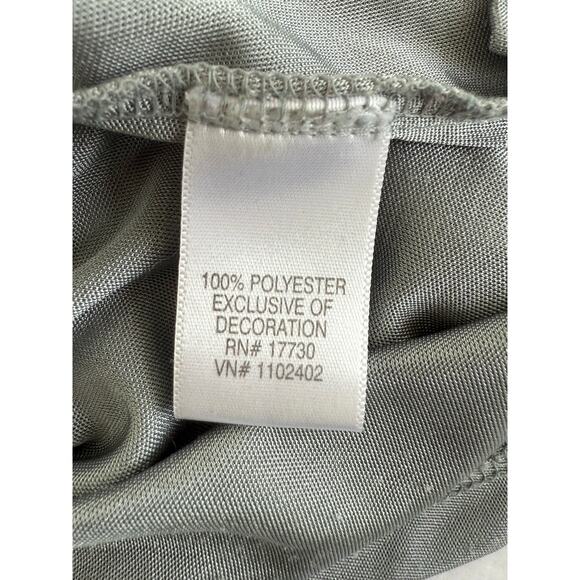 100% POLYESTER
EXCLUSIVE OF
DECORATION
RN# 17730
VN# 1102402